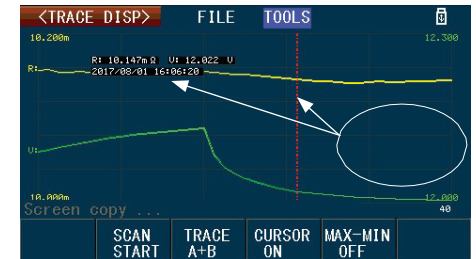 <TRACE DISP> FILE TOOLS
10.200m 12.300
R: 10.147mΩ U: 12.022 U
R:
2017/08/01 16:06:20
U:
10.000m 12.000
Screen copy ... 40
SCAN START TRACE A+B CURSOR ON MAX-MIN OFF